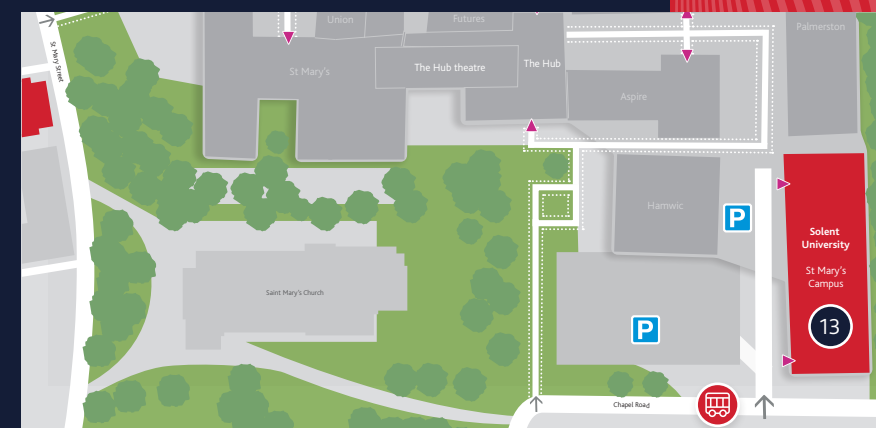 Union
Futures
Palmerston
St Mary Street
St Mary's
The Hub theatre
The Hub
Aspire
Hamwic
P
Solent
University
St Mary's
Campus
13
Saint Mary's Church
P
Chapel Road